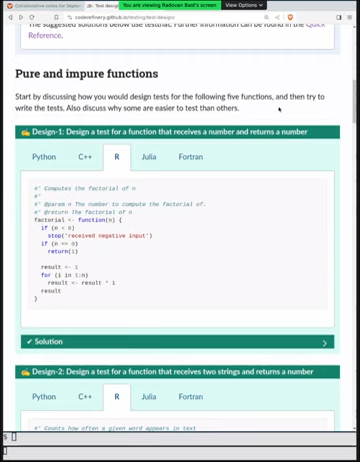 Collaborative notes for 
Test desig
You are viewing Radovan Bast's screen
View Options
coderefinery.github.io/testing/test-design/
The suggested solutions below use testthat. Further information can be found in the Quick
Reference.
Pure and impure functions
Start by discussing how you would design tests for the following five functions, and then try to
write the tests. Also discuss why some are easier to test than others.
Design-1: Design a test for a function that receives a number and returns a number
Python
C++
R
Julia
Fortran
#' Computes the factorial of n
#'
#' @param n The number to compute the factorial of.
#' @return The factorial of n
factorial <- function(n) {
if (n < 0)
stop('received negative input')
if (n == 0)
return(1)
result <- 1
for (i in 1:n)
result <- result * i
result
}
✔ Solution
Design-2: Design a test for a function that receives two strings and returns a number
Python
C++
R
Julia
Fortran
#' Counts how often a given word appears in text
$